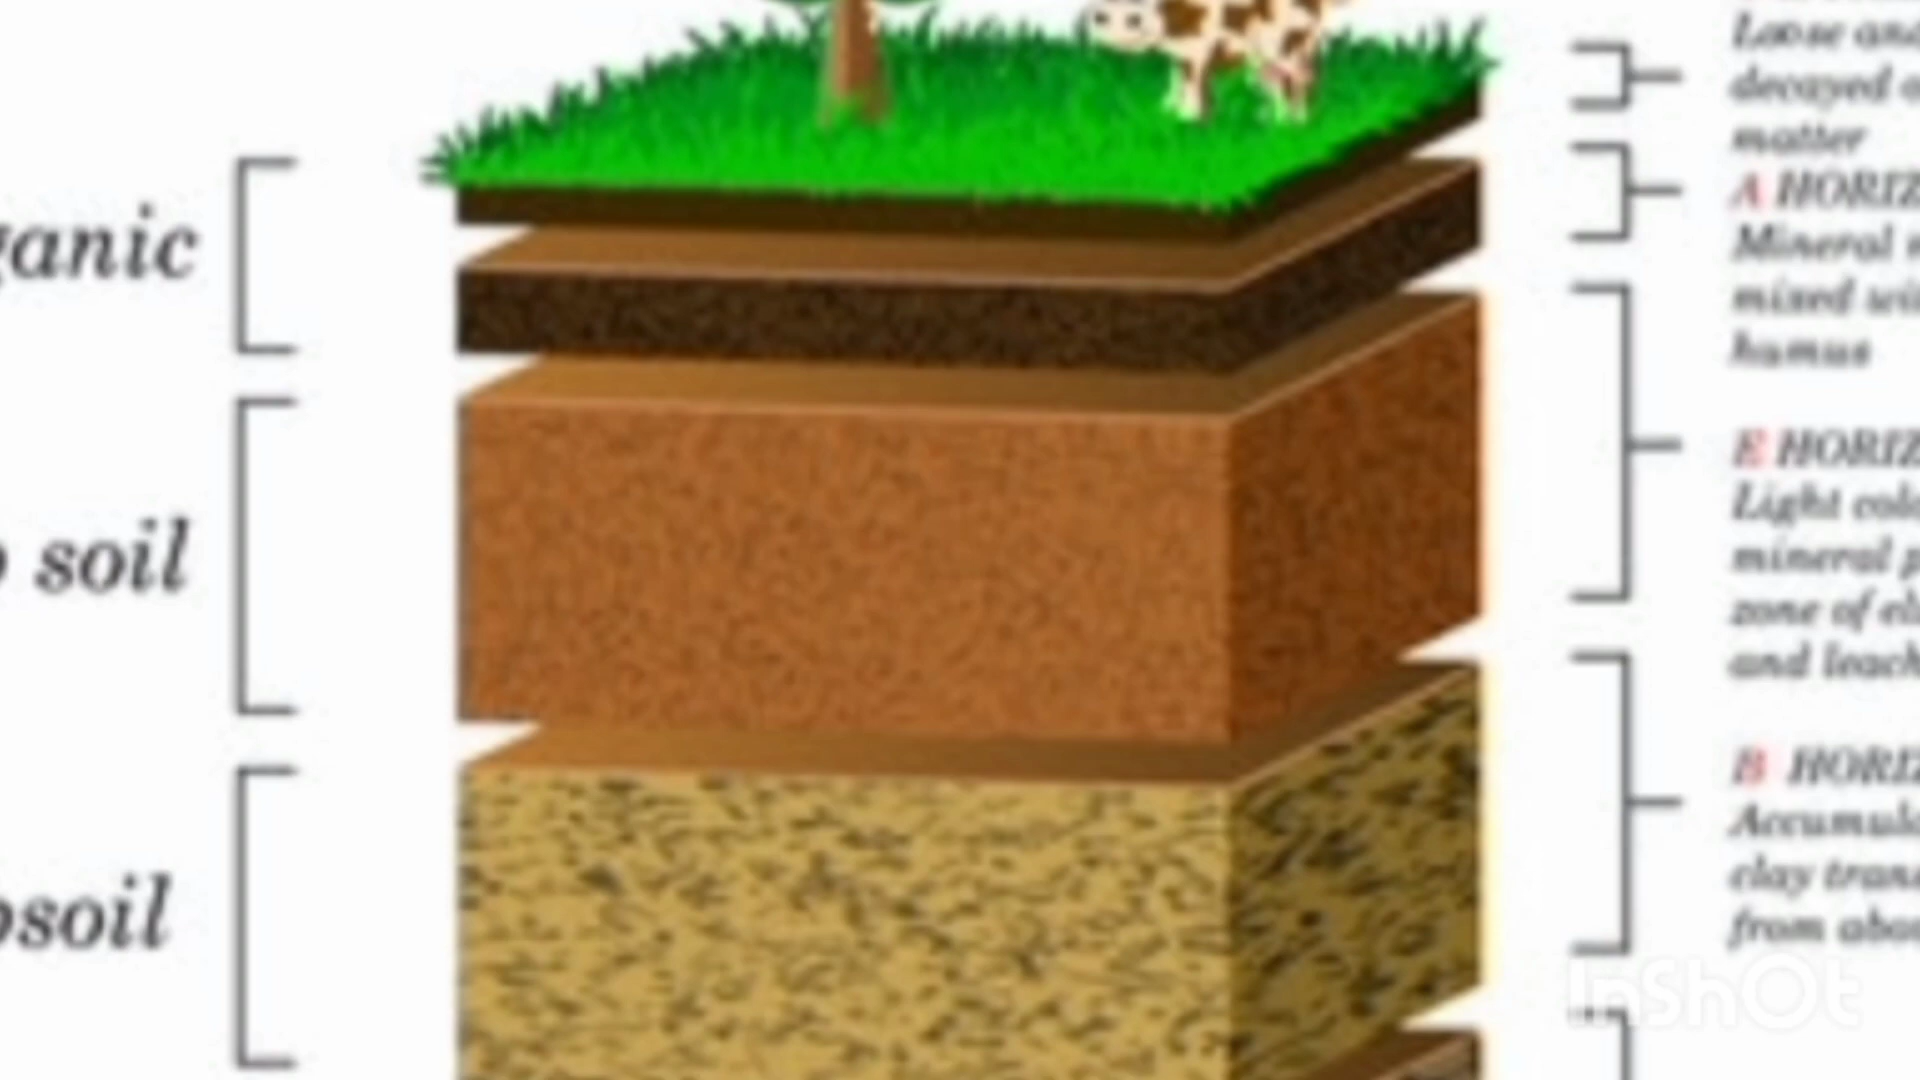 ganic
soil
soil
Loose and
decayed
matter
A HORIZ
Mineral
mixed wi
humus
E HORIZ
Light colo
mineral p
zone of el
and leach
B HORIZ
Accumula
clay trans
from abo
InShOt